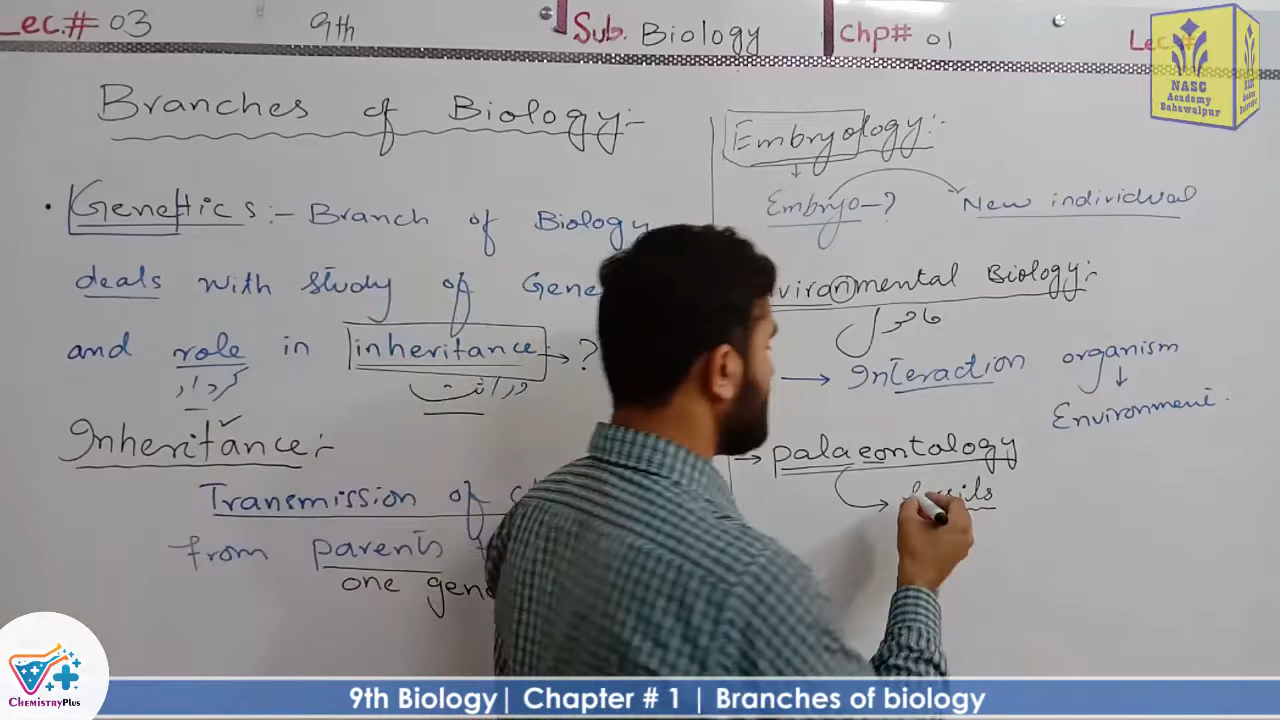 Lec.# 03 9th Sub. Biology Chp# 01 Lec
NASC
Academy
Bahawalpur
Branches of Biology:-
Genetics:- Branch of Biology
deals with study of Gene
and role in inheritance → ?
کردار وراثت
Inheritance:-
Transmission of
from parents
one gen
Embryology:-
Embryo-? New individual
vironmental Biology:-
ماحول
→ Interaction organism
↓
Environment.
→ palaeontology
fossils
ChemistryPlus
9th Biology| Chapter # 1 | Branches of biology